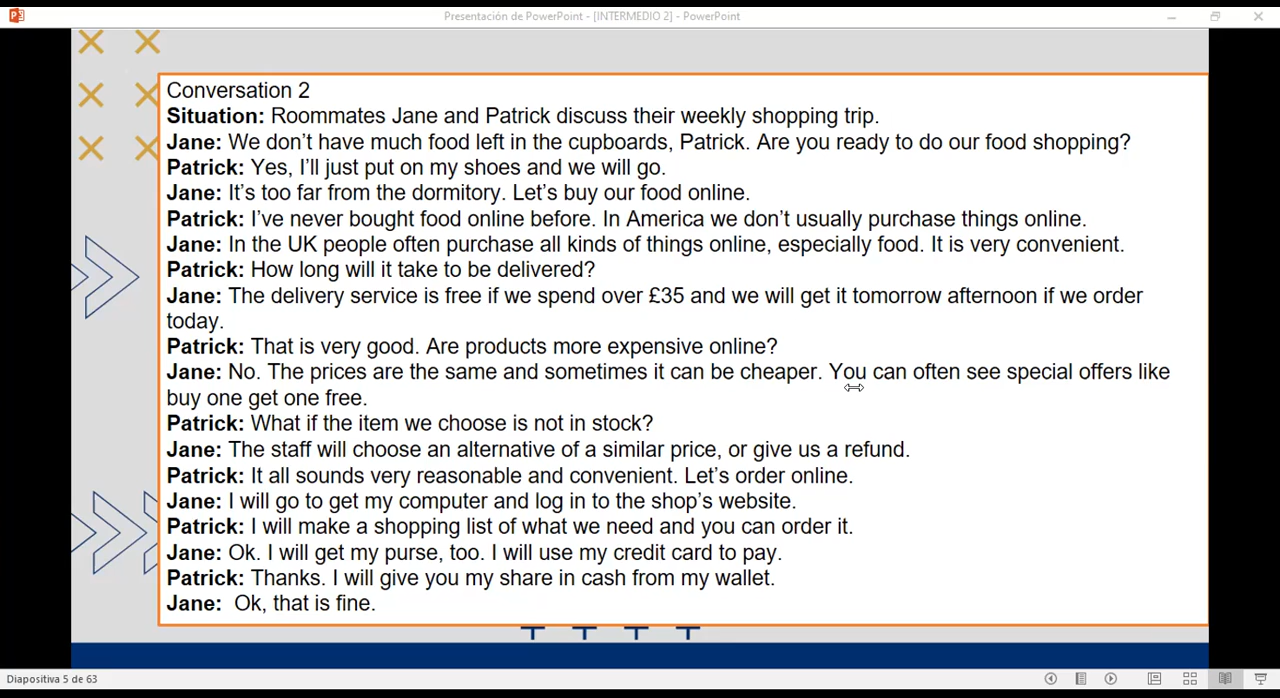 Presentación de PowerPoint - [INTERMEDIO 2] - PowerPoint
Conversation 2
Situation: Roommates Jane and Patrick discuss their weekly shopping trip.
Jane: We don’t have much food left in the cupboards, Patrick. Are you ready to do our food shopping?
Patrick: Yes, I’ll just put on my shoes and we will go.
Jane: It’s too far from the dormitory. Let’s buy our food online.
Patrick: I’ve never bought food online before. In America we don’t usually purchase things online.
Jane: In the UK people often purchase all kinds of things online, especially food. It is very convenient.
Patrick: How long will it take to be delivered?
Jane: The delivery service is free if we spend over £35 and we will get it tomorrow afternoon if we order
today.
Patrick: That is very good. Are products more expensive online?
Jane: No. The prices are the same and sometimes it can be cheaper. You can often see special offers like
buy one get one free.
Patrick: What if the item we choose is not in stock?
Jane: The staff will choose an alternative of a similar price, or give us a refund.
Patrick: It all sounds very reasonable and convenient. Let’s order online.
Jane: I will go to get my computer and log in to the shop’s website.
Patrick: I will make a shopping list of what we need and you can order it.
Jane: Ok. I will get my purse, too. I will use my credit card to pay.
Patrick: Thanks. I will give you my share in cash from my wallet.
Jane: Ok, that is fine.
Diapositiva 5 de 63